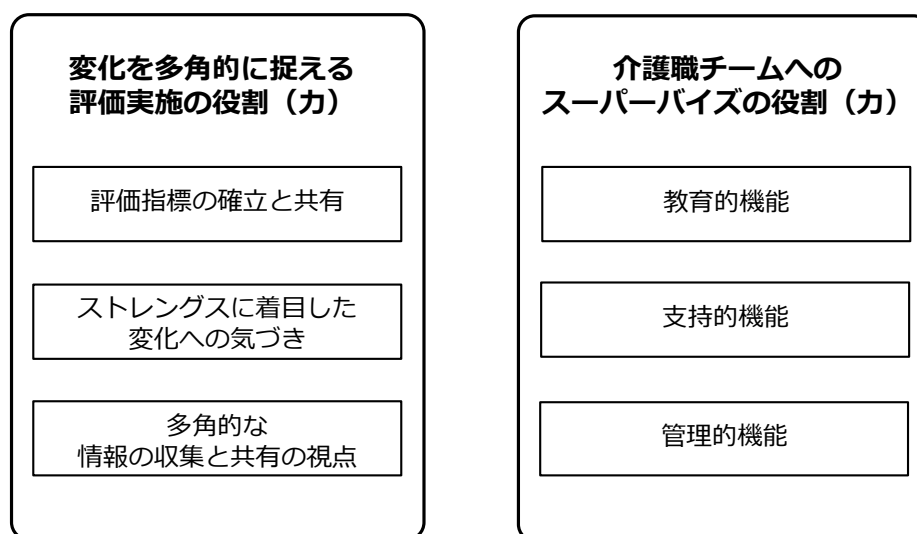 変化を多角的に捉える
評価実施の役割（力）
評価指標の確立と共有
ストレングスに着目した
変化への気づき
多角的な
情報の収集と共有の視点
介護職チームへの
スーパーバイズの役割（力）
教育的機能
支持的機能
管理的機能